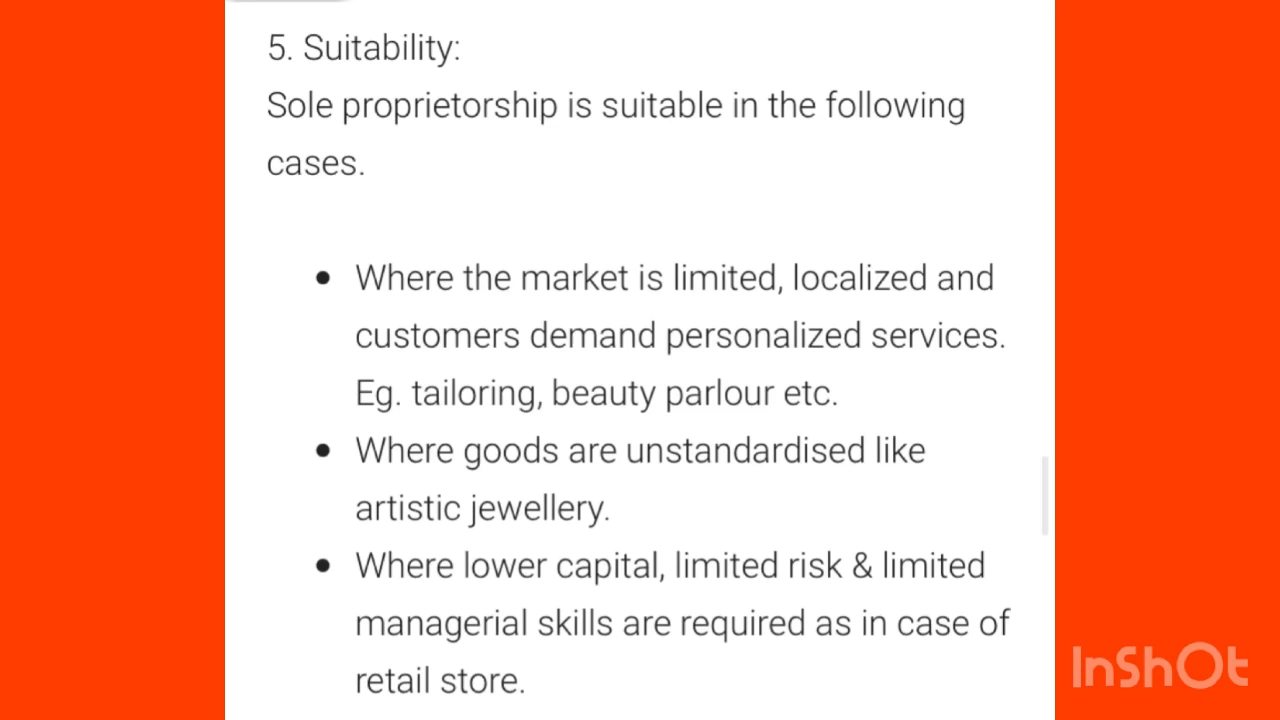 5. Suitability:
Sole proprietorship is suitable in the following
cases.
• Where the market is limited, localized and
customers demand personalized services.
Eg. tailoring, beauty parlour etc.
• Where goods are unstandardised like
artistic jewellery.
• Where lower capital, limited risk & limited
managerial skills are required as in case of
retail store.
InShOt